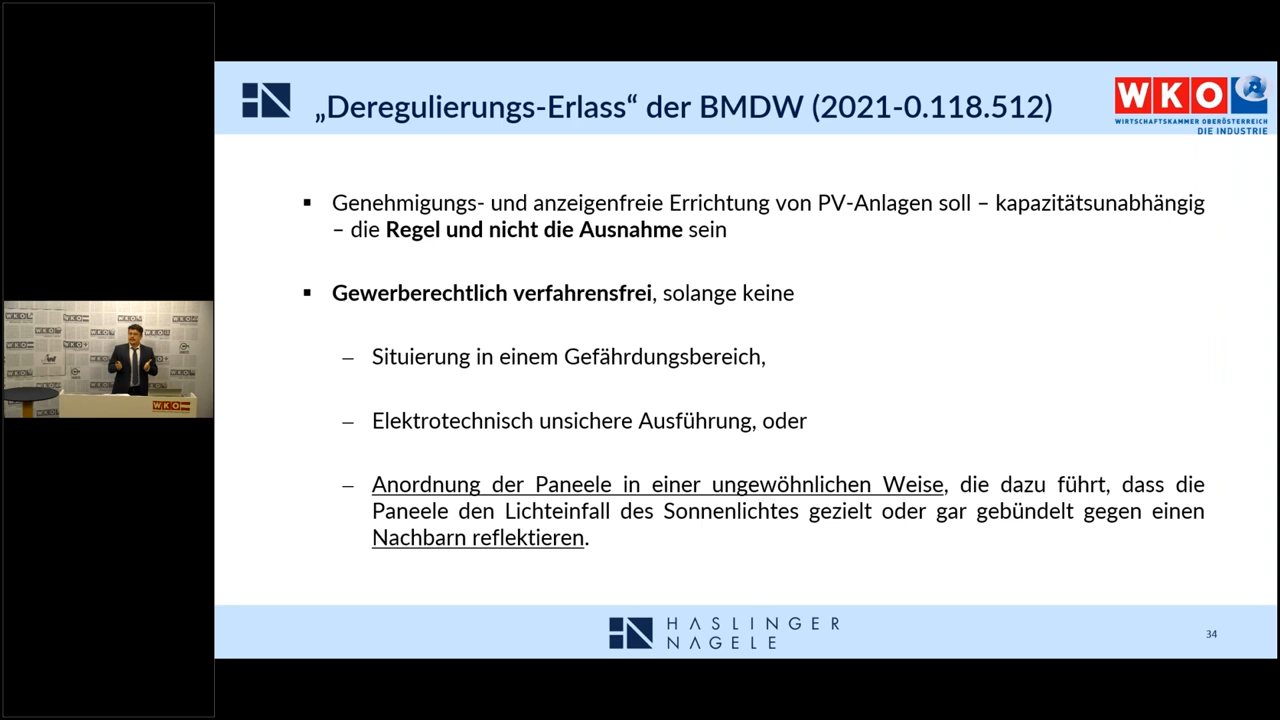 „Deregulierungs-Erlass“ der BMDW (2021-0.118.512)
WKO
WIRTSCHAFTSKAMMER OBERÖSTERREICH
DIE INDUSTRIE
▪ Genehmigungs- und anzeigenfreie Errichtung von PV-Anlagen soll – kapazitätsunabhängig
– die Regel und nicht die Ausnahme sein
▪ Gewerberechtlich verfahrensfrei, solange keine
– Situierung in einem Gefährdungsbereich,
– Elektrotechnisch unsichere Ausführung, oder
– Anordnung der Paneele in einer ungewöhnlichen Weise, die dazu führt, dass die
Paneele den Lichteinfall des Sonnenlichtes gezielt oder gar gebündelt gegen einen
Nachbarn reflektieren.
WKO
HASLINGER
NAGELE
34